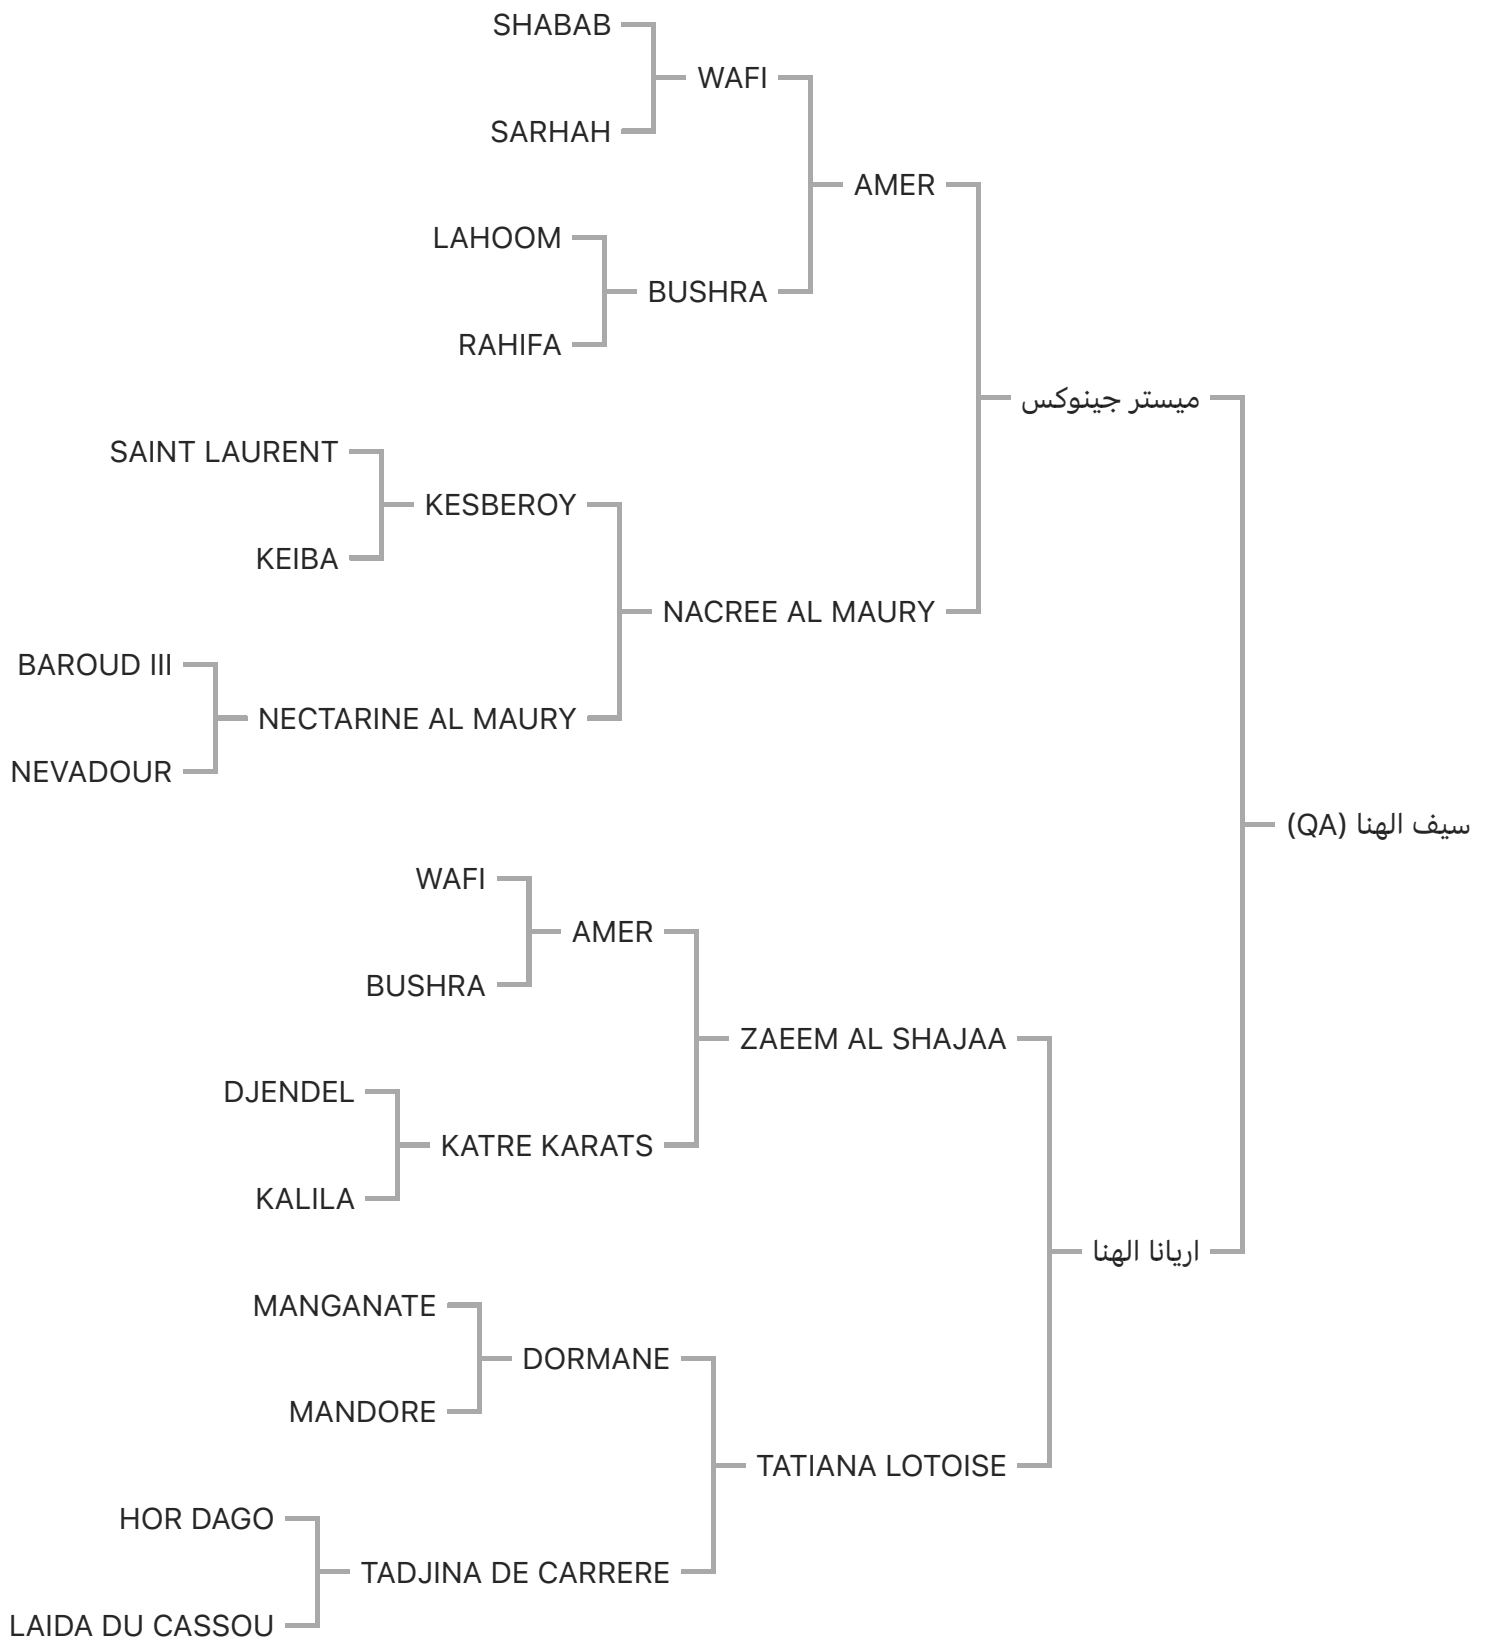 SHABAB
WAFI
SARHAH
AMER
LAHOOM
BUSHRA
RAHIFA
ميستر جينوكس
SAINT LAURENT
KESBEROY
KEIBA
NACREE AL MAURY
BAROUD III
NECTARINE AL MAURY
NEVADOUR
سيف الهنا (QA)
WAFI
AMER
BUSHRA
ZAEEM AL SHAJAA
DJENDEL
KATRE KARATS
KALILA
اريانا الهنا
MANGANATE
DORMANE
MANDORE
TATIANA LOTOISE
HOR DAGO
TADJINA DE CARRERE
LAIDA DU CASSOU